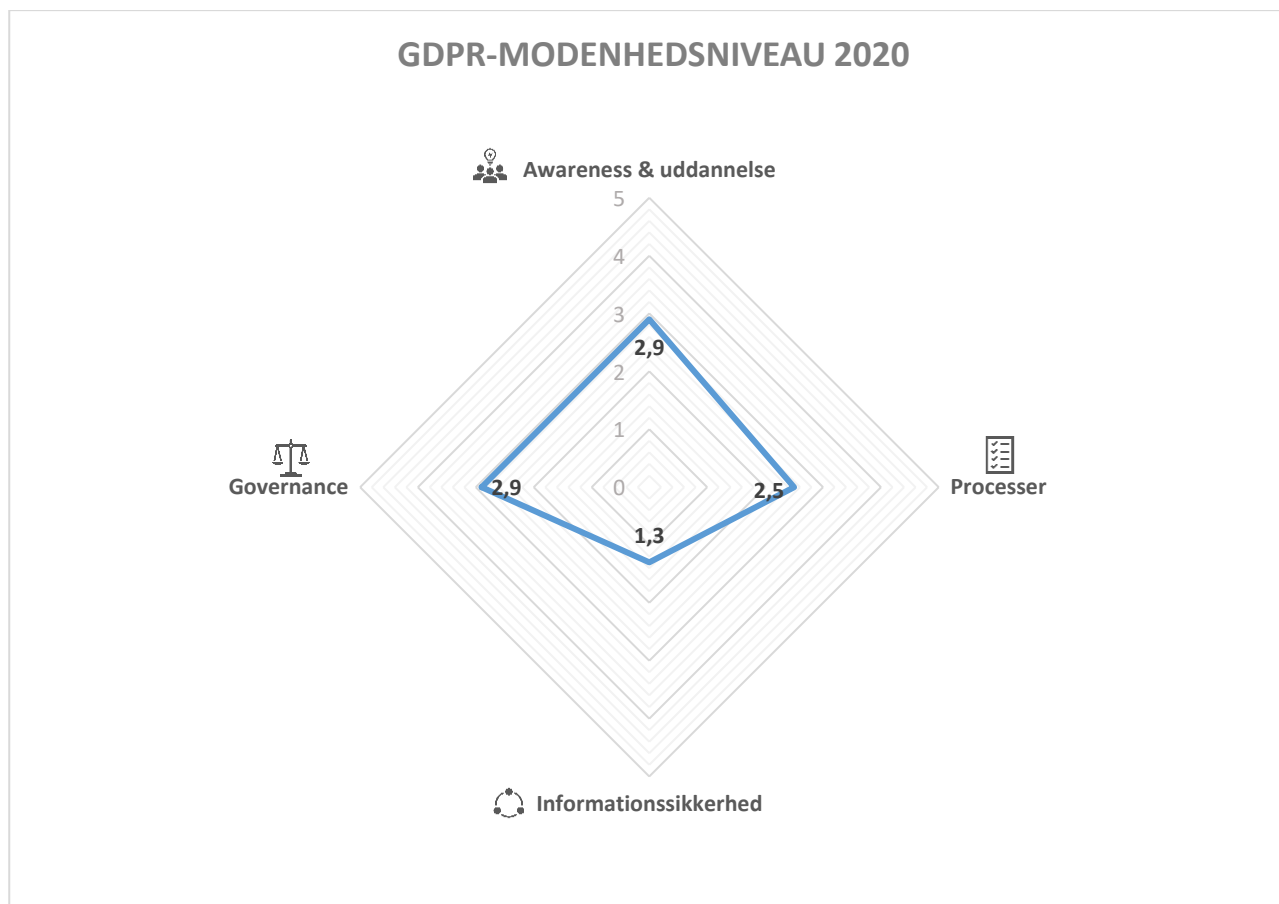 GDPR-MODENHEDSNIVEAU 2020
Awareness & uddannelse
5
4
3
2,9
2
1
Governance
2,9
0
2,5
Processer
1,3
Informationssikkerhed